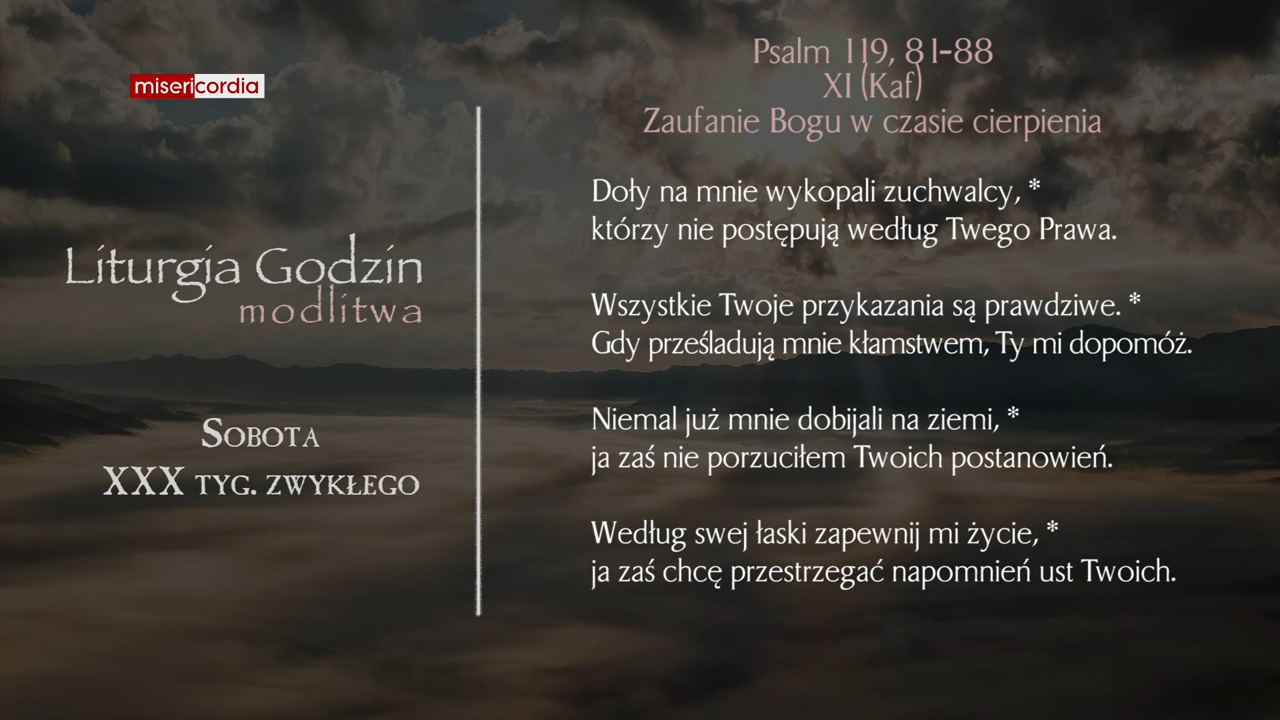 misericordia
Liturgia Godzin
modlitwa
Sobota
XXX tyg. zwykłego
Psalm 119, 81-88
XI (Kaf)
Zaufanie Bogu w czasie cierpienia
Doły na mnie wykopali zuchwalcy, *
którzy nie postępują według Twego Prawa.
Wszystkie Twoje przykazania są prawdziwe. *
Gdy prześladują mnie kłamstwem, Ty mi dopomóż.
Niemal już mnie dobijali na ziemi, *
ja zaś nie porzuciłem Twoich postanowień.
Według swej łaski zapewnij mi życie, *
ja zaś chcę przestrzegać napomnień ust Twoich.